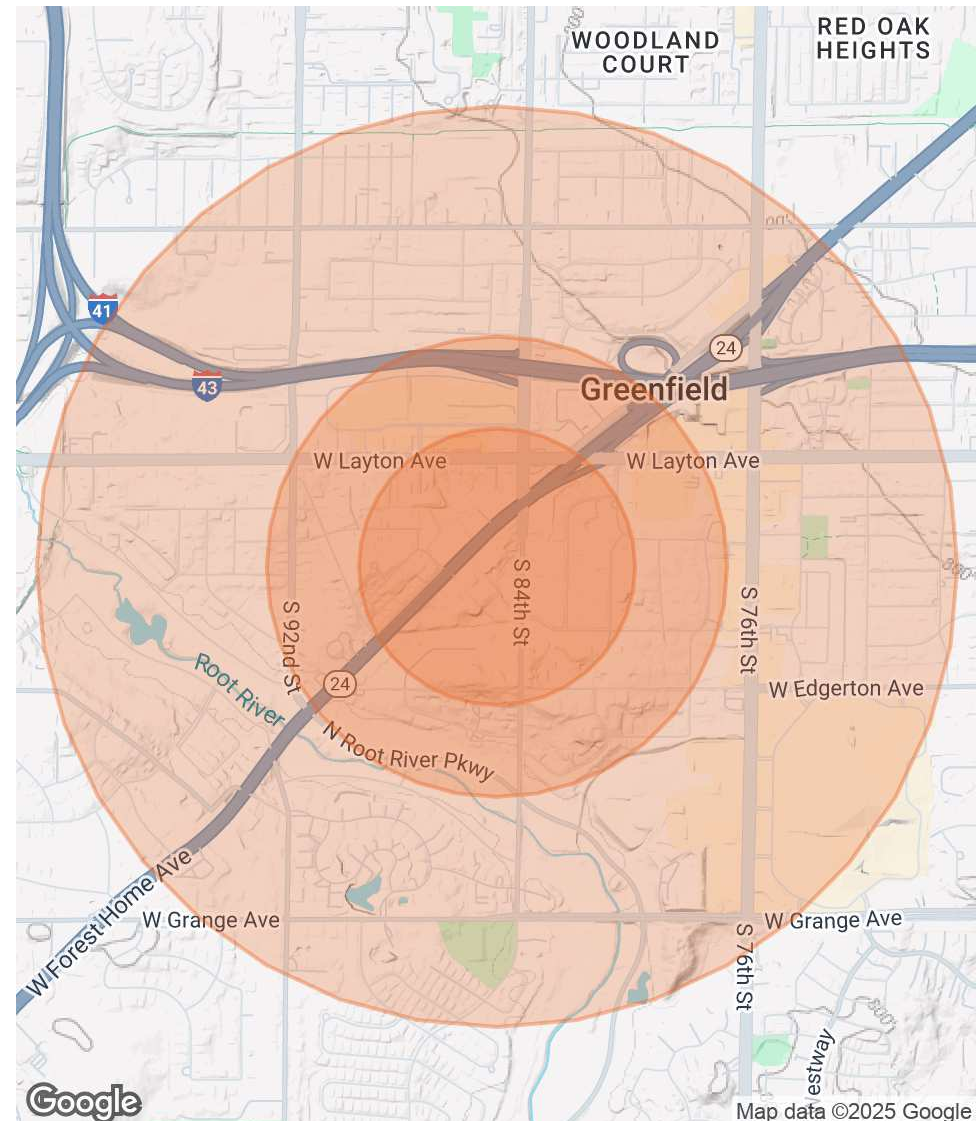 WOODLAND
COURT
RED OAK
HEIGHTS
41
24
43
Greenfield
W Layton Ave
W Layton Ave
S 84th St
S 92nd St
S 76th St
Root River
24
W Edgerton Ave
N Root River Pkwy
W Forest Home Ave
W Grange Ave
W Grange Ave
S 76th St
Google
Map data ©2025 Google